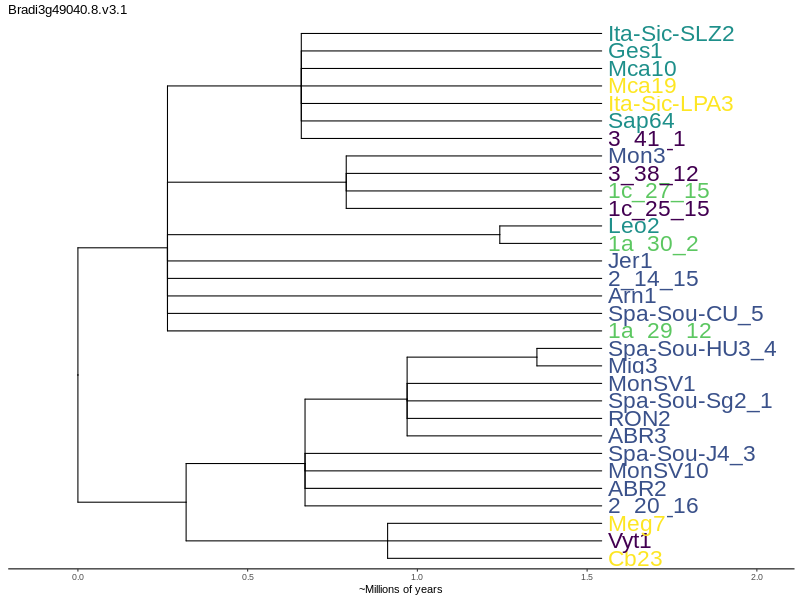 Bradi3g49040.8.v3.1
Ita-Sic-SLZ2
Ges1
Mca10
Mca19
Ita-Sic-LPA3
Sap64
3_41_1
Mon3
3_38_12
1c_27_15
1c_25_15
Leo2
1a_30_2
Jer1
2_14_15
Arn1
Spa-Sou-CU_5
1a_29_12
Spa-Sou-HU3_4
Mig3
MonSV1
Spa-Sou-Sg2_1
RON2
ABR3
Spa-Sou-J4_3
MonSV10
ABR2
2_20_16
Meg7
Vyt1
Cb23
0.0 0.5 1.0 1.5 2.0
~Millions of years